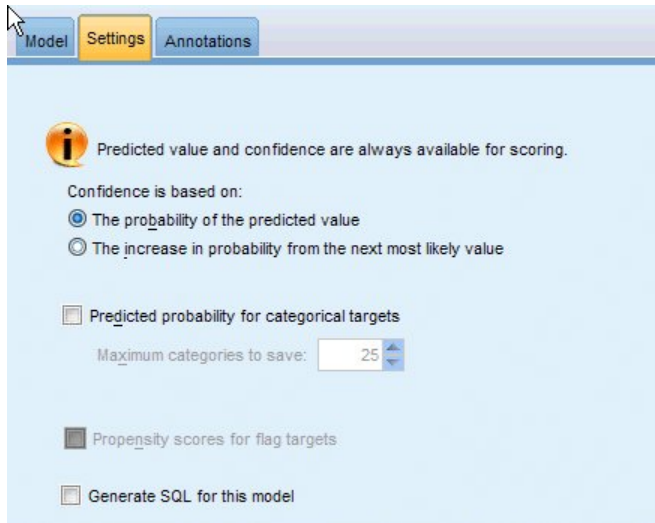 Model Settings Annotations
Predicted value and confidence are always available for scoring.
Confidence is based on:
The probability of the predicted value
The increase in probability from the next most likely value
Predicted probability for categorical targets
Maximum categories to save: 25
Propensity scores for flag targets
Generate SQL for this model